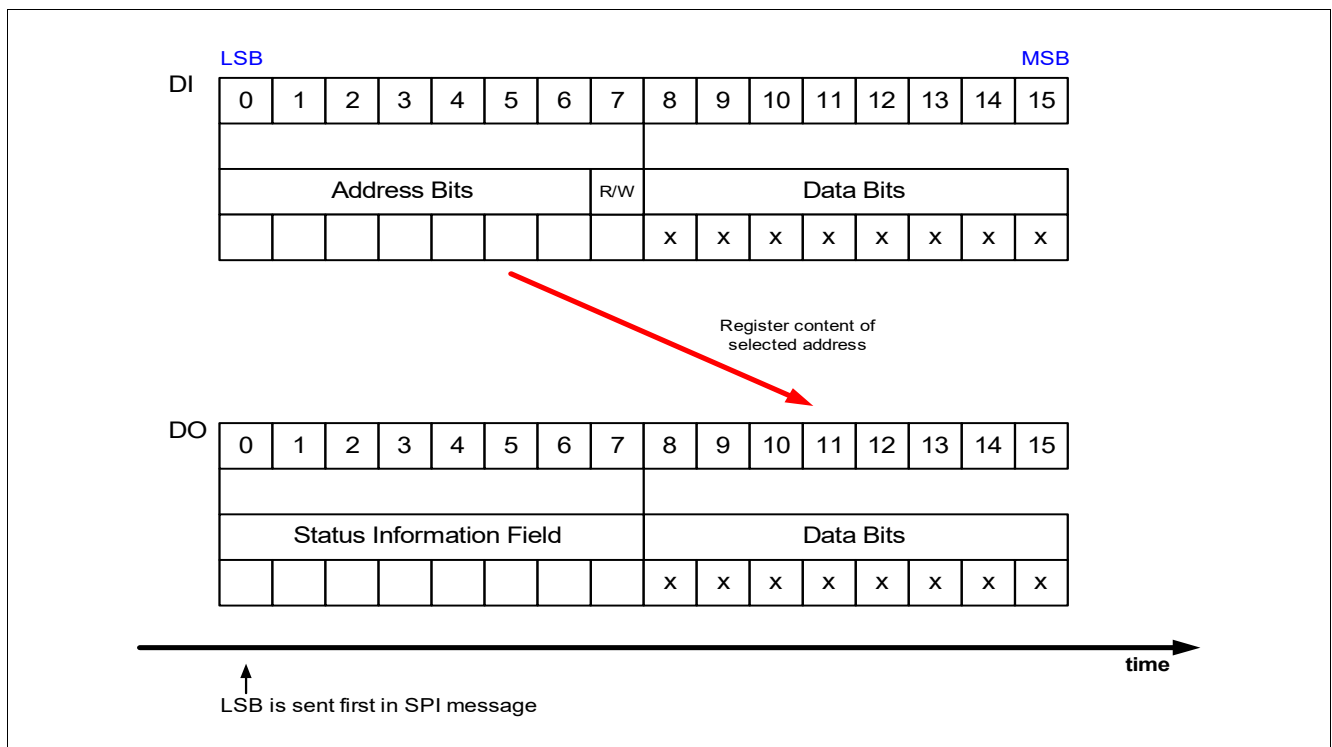 LSB MSB
DI
0 1 2 3 4 5 6 7 8 9 10 11 12 13 14 15
Address Bits R/W Data Bits
x x x x x x x x
Register content of
selected address
DO
0 1 2 3 4 5 6 7 8 9 10 11 12 13 14 15
Status Information Field Data Bits
x x x x x x x x
time
LSB is sent first in SPI message